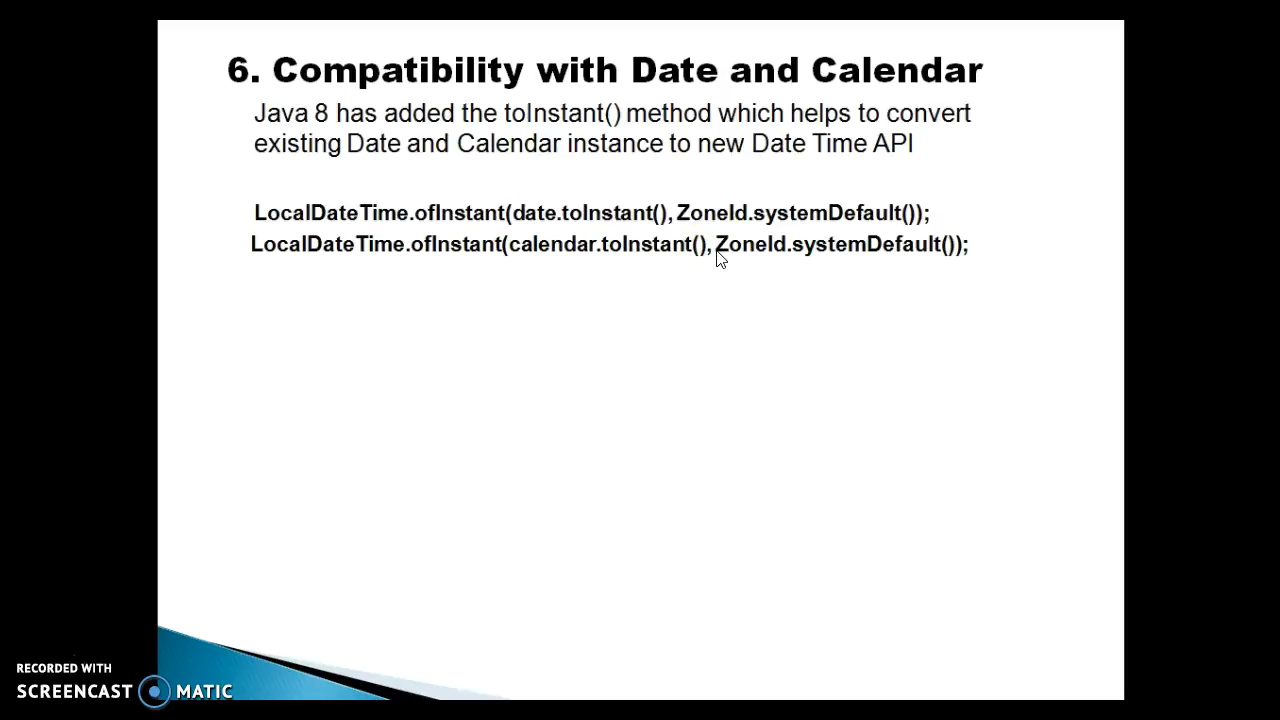 6. Compatibility with Date and Calendar
Java 8 has added the toInstant() method which helps to convert
existing Date and Calendar instance to new Date Time API
LocalDateTime.ofInstant(date.toInstant(), ZoneId.systemDefault());
LocalDateTime.ofInstant(calendar.toInstant(), ZoneId.systemDefault());
RECORDED WITH
SCREENCAST MATIC